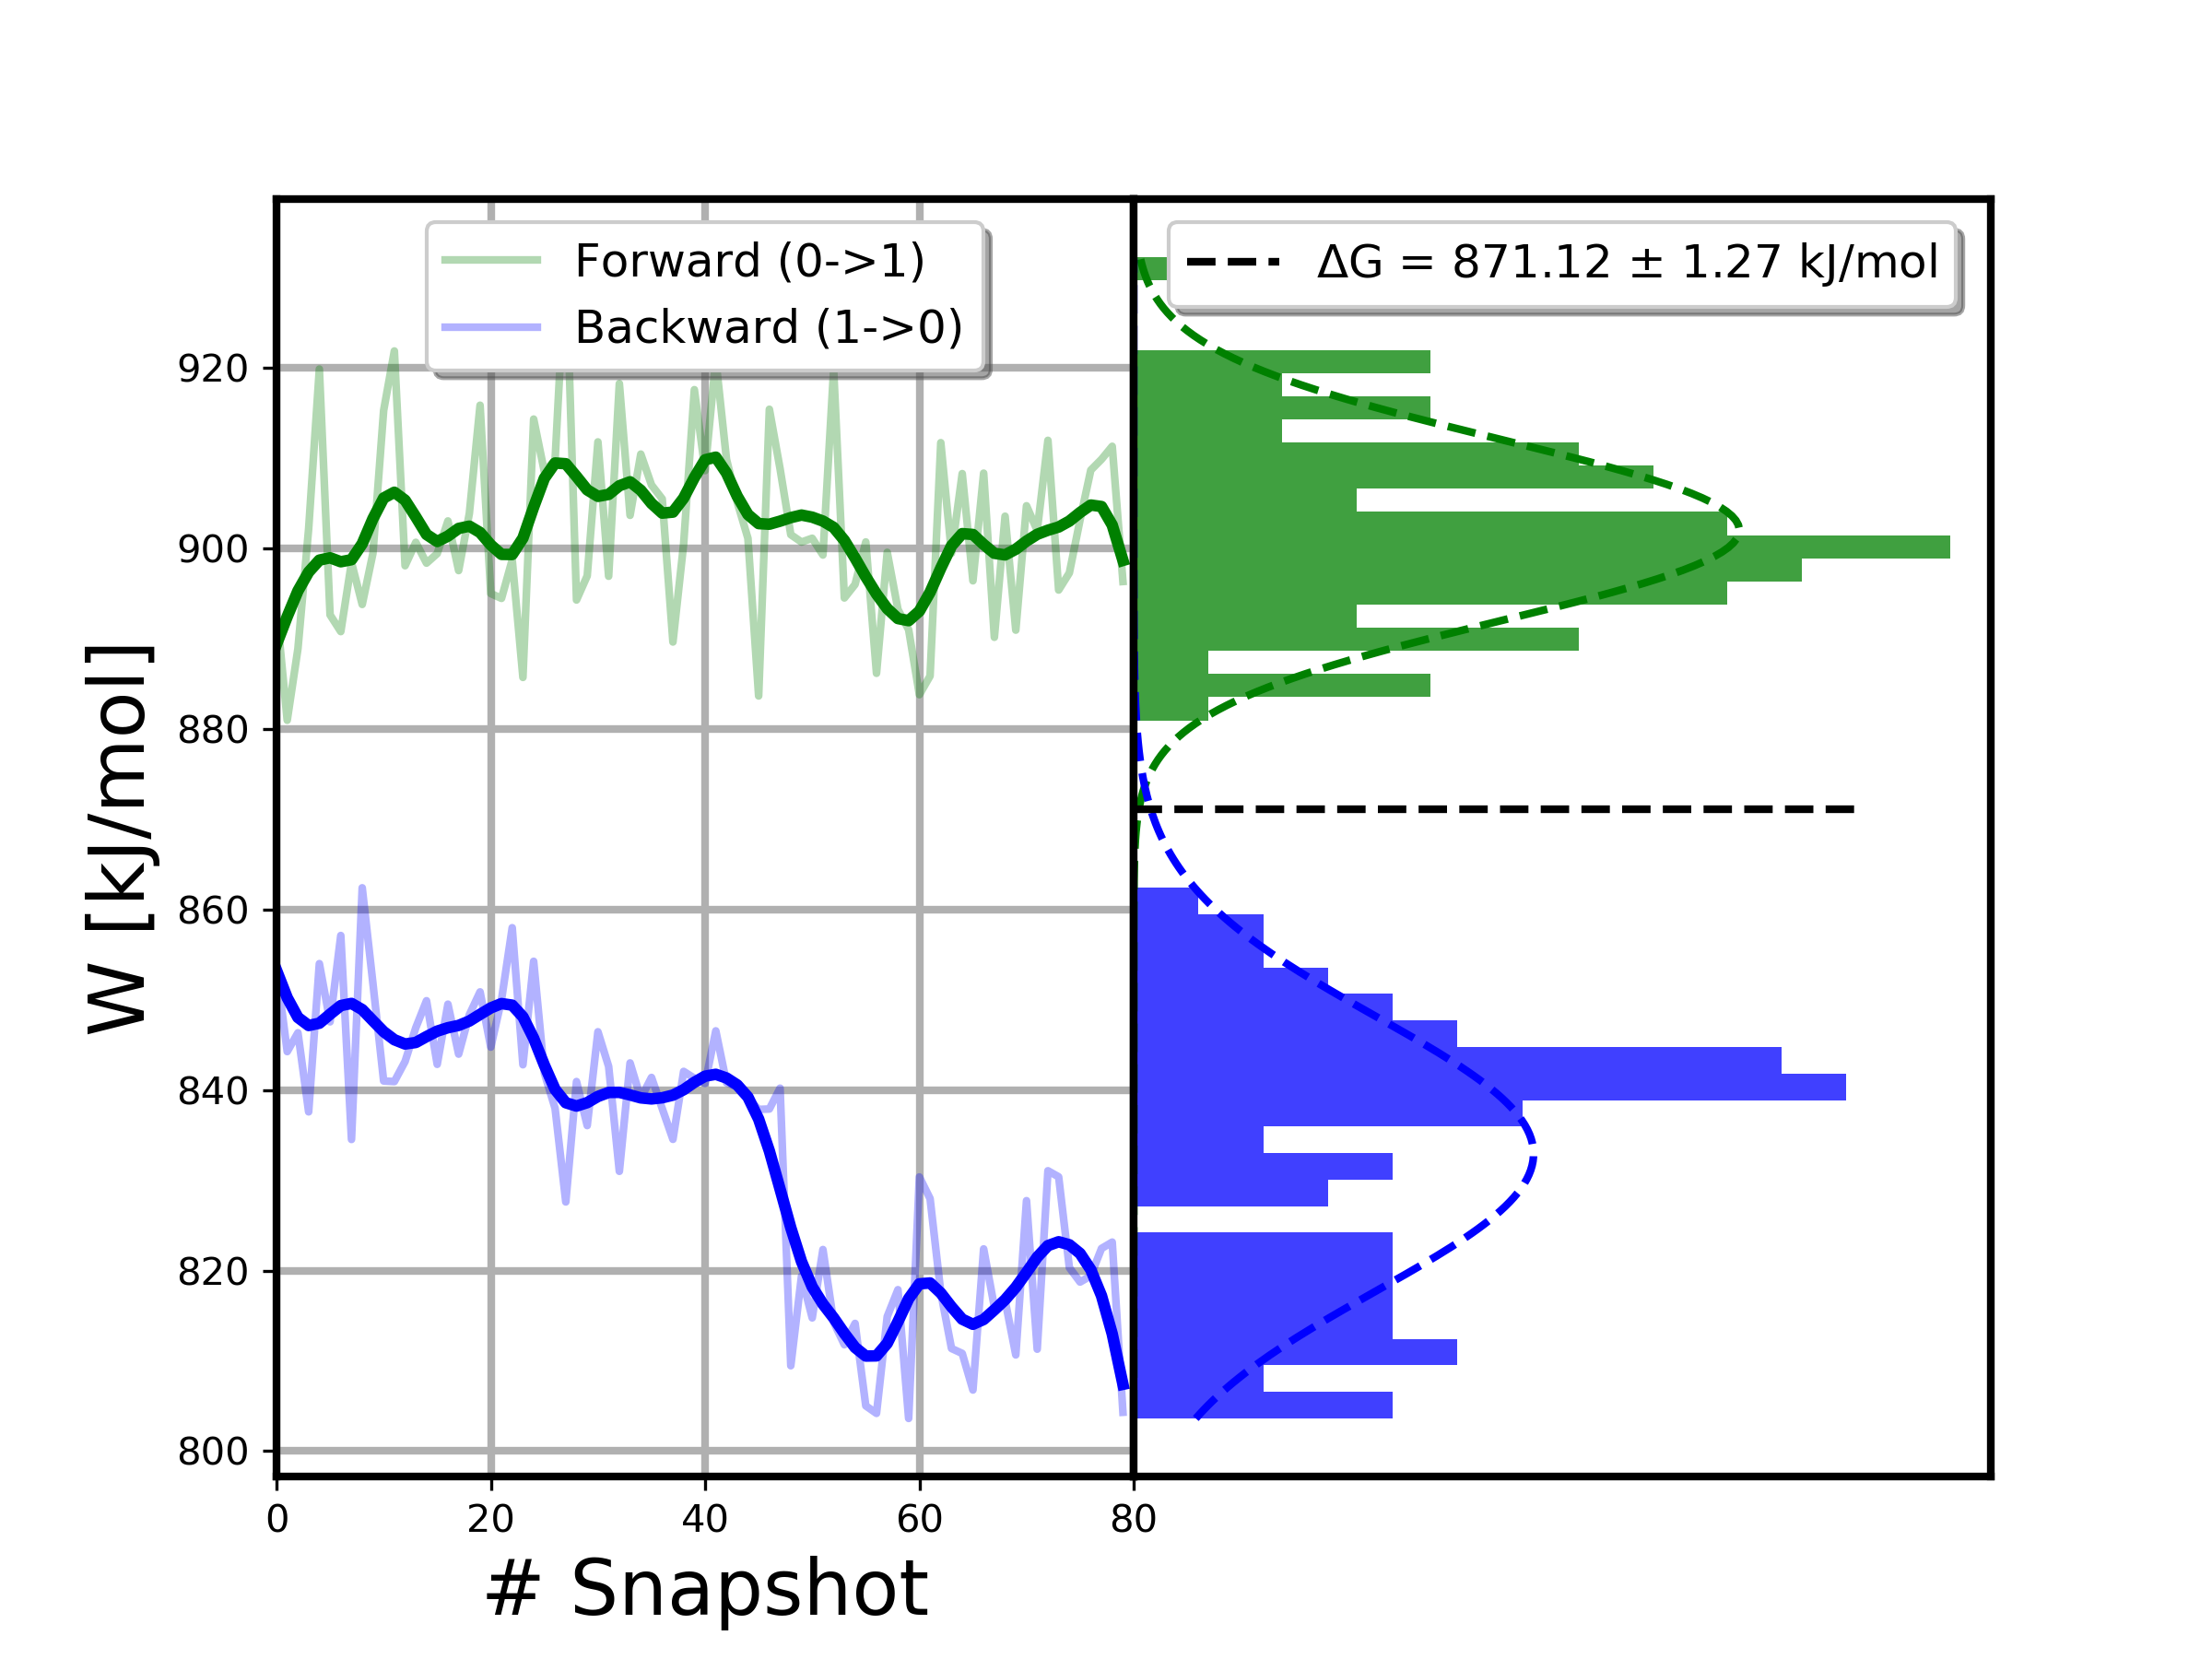 Forward (0->1)
Backward (1->0)
ΔG = 871.12 ± 1.27 kJ/mol
W [kJ/mol]
920
900
880
860
840
820
800
0 20 40 60 80
# Snapshot